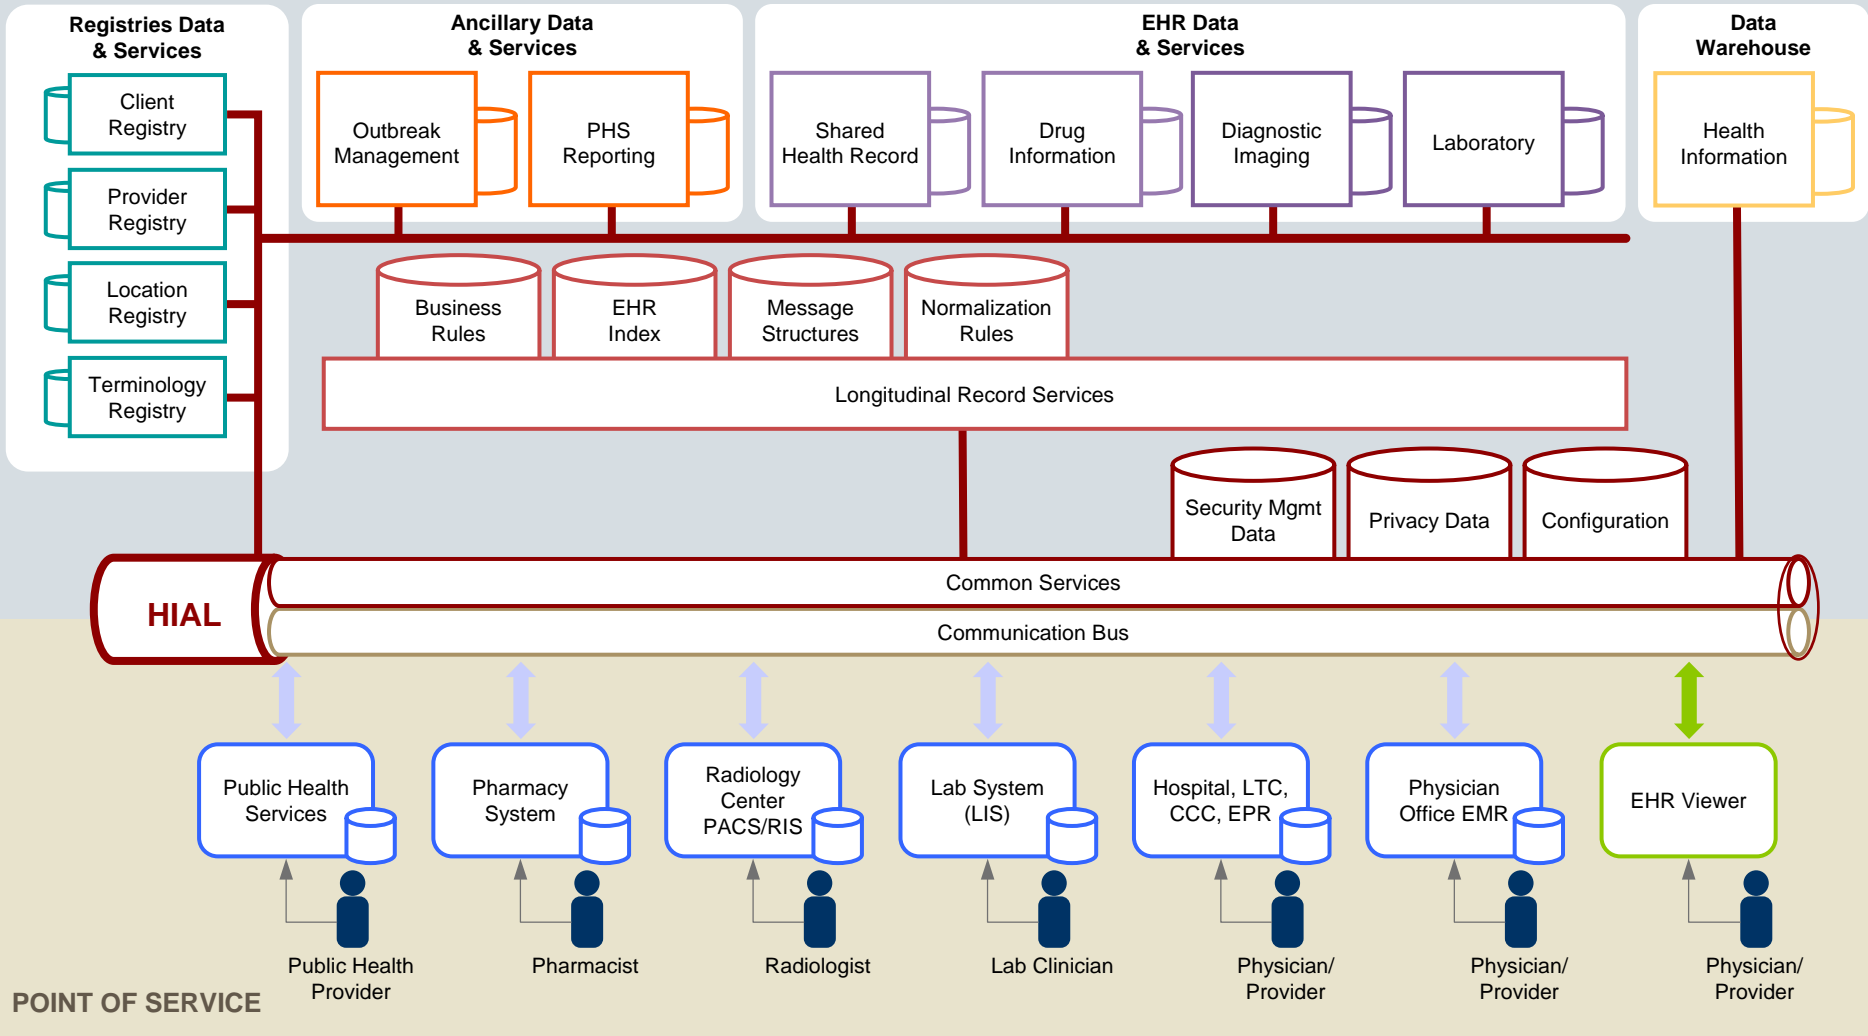 Registries Data
& Services
Ancillary Data
& Services
EHR Data
& Services
Data
Warehouse
Client
Registry
Provider
Registry
Location
Registry
Terminology
Registry
Outbreak
Management
PHS
Reporting
Shared
Health Record
Drug
Information
Diagnostic
Imaging
Laboratory
Health
Information
Business
Rules
EHR
Index
Message
Structures
Normalization
Rules
Longitudinal Record Services
Security Mgmt
Data
Privacy Data
Configuration
HIAL
Common Services
Communication Bus
Public Health
Services
Pharmacy
System
Radiology
Center
PACS/RIS
Lab System
(LIS)
Hospital, LTC,
CCC, EPR
Physician
Office EMR
EHR Viewer
Public Health
Provider
Pharmacist
Radiologist
Lab Clinician
Physician/
Provider
Physician/
Provider
Physician/
Provider
POINT OF SERVICE